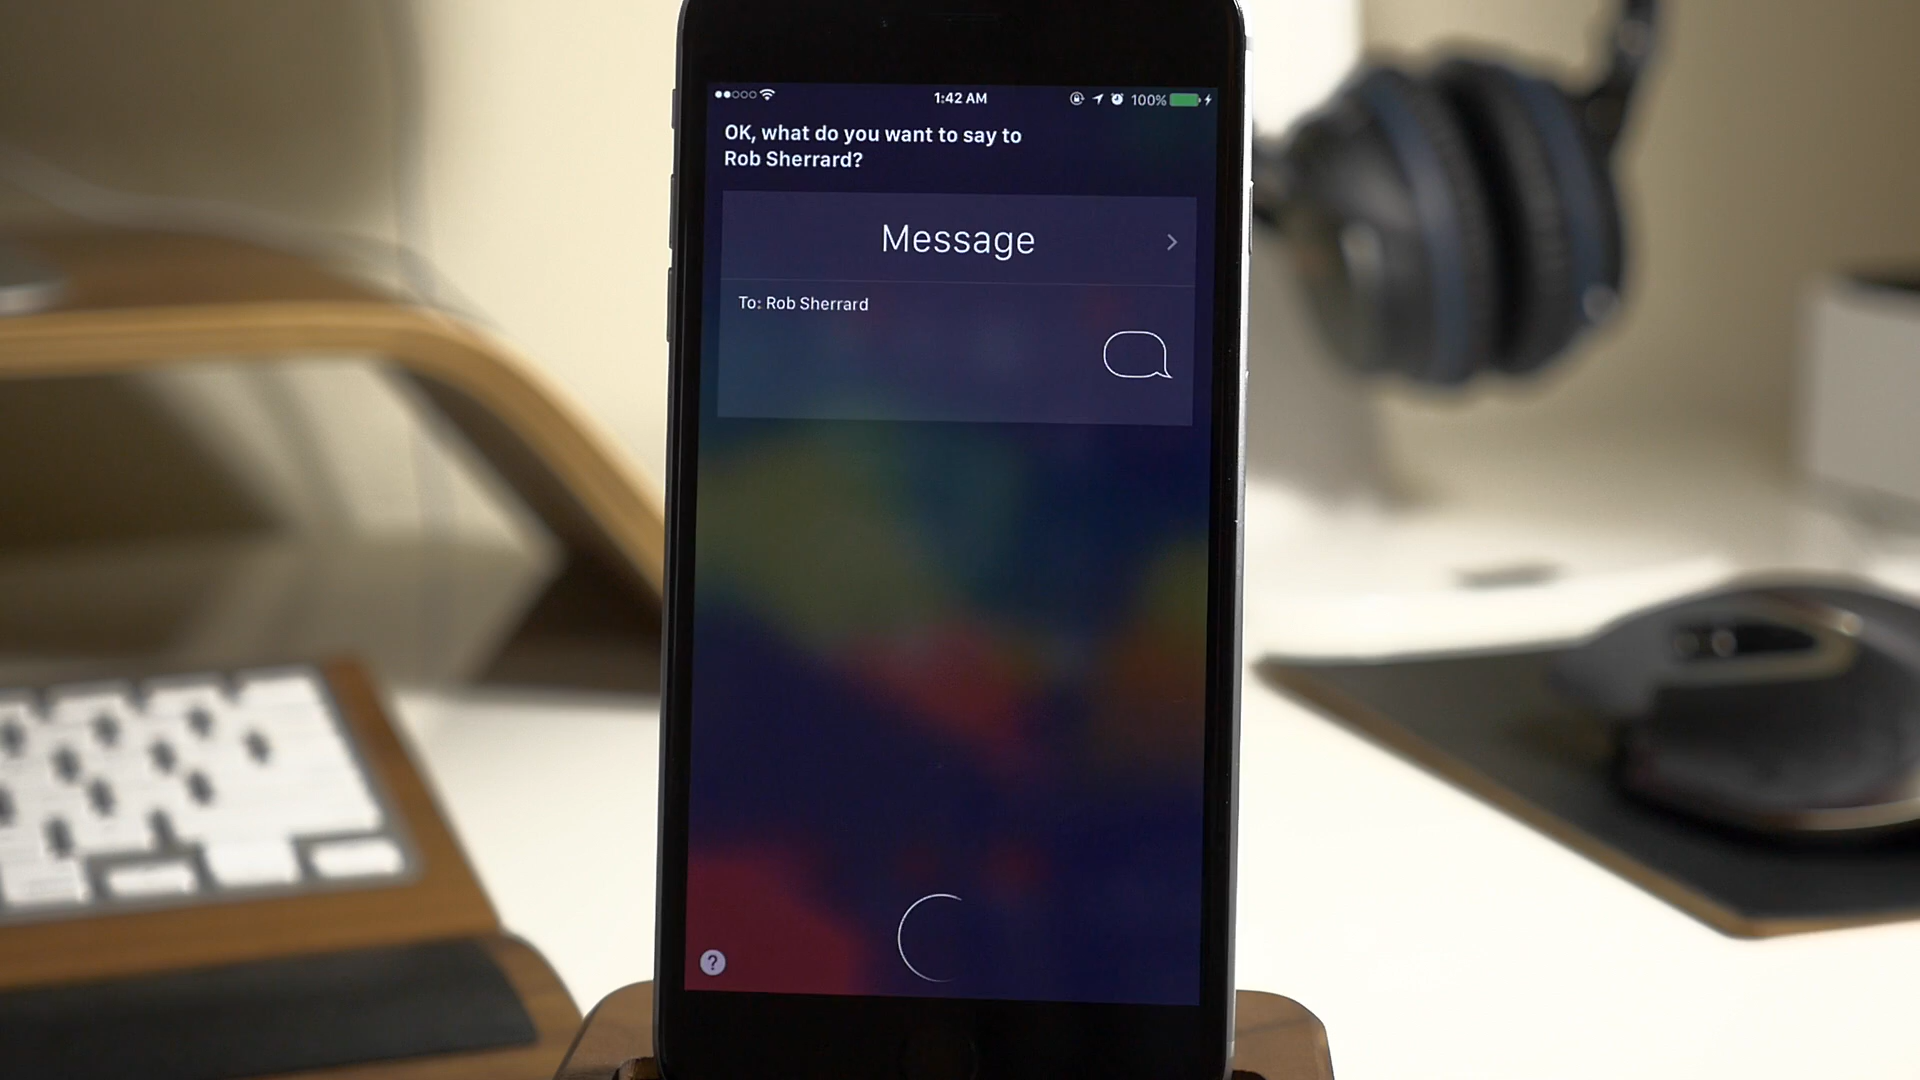 1:42 AM
100%
OK, what do you want to say to
Rob Sherrard?
Message
To: Rob Sherrard
?